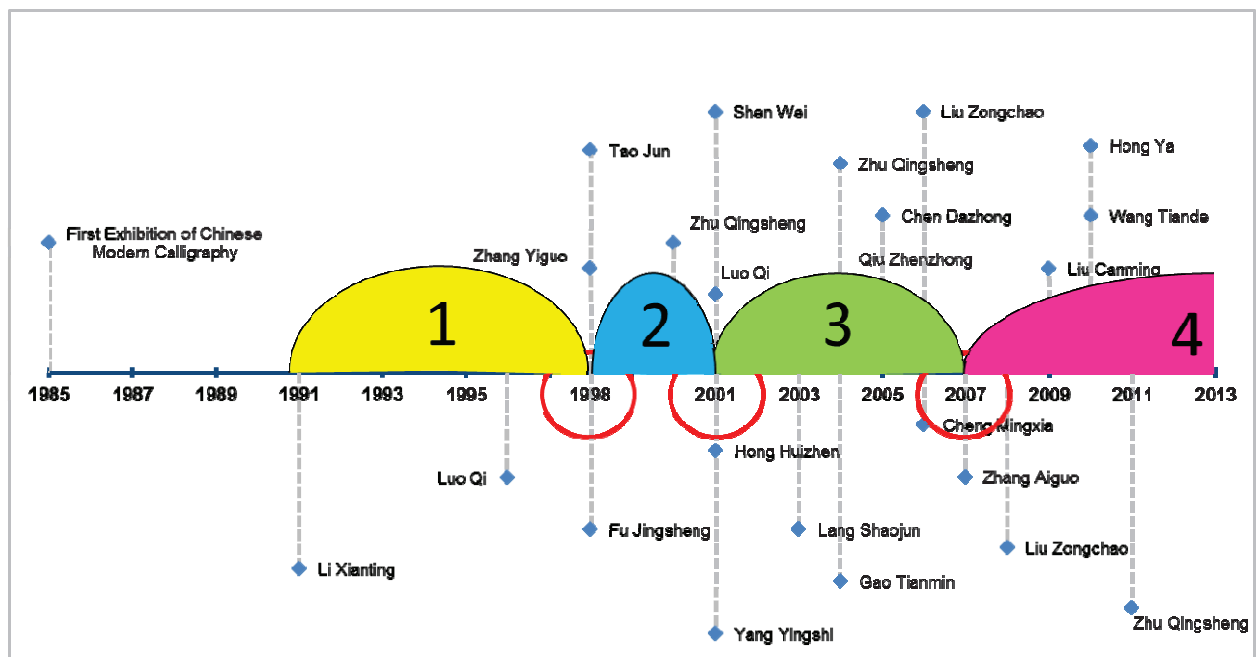 Shen Wei
Liu Zongchao
Tao Jun
Hong Ya
Zhu Qingsheng
Chen Dazhong
Wang Tiande
Zhu Qingsheng
First Exhibition of Chinese
Modern Calligraphy
Zhang Yiguo
Qiu Zhenzhong
Luo Qi
Liu Canming
1
2
3
4
1985
1987
1989
1991
1993
1995
1998
2001
2003
2005
2007
2009
2011
2013
Cheng Mingxia
Hong Huizhen
Luo Qi
Zhang Aiguo
Fu Jingsheng
Lang Shaojun
Liu Zongchao
Li Xianting
Gao Tianmin
Zhu Qingsheng
Yang Yingshi